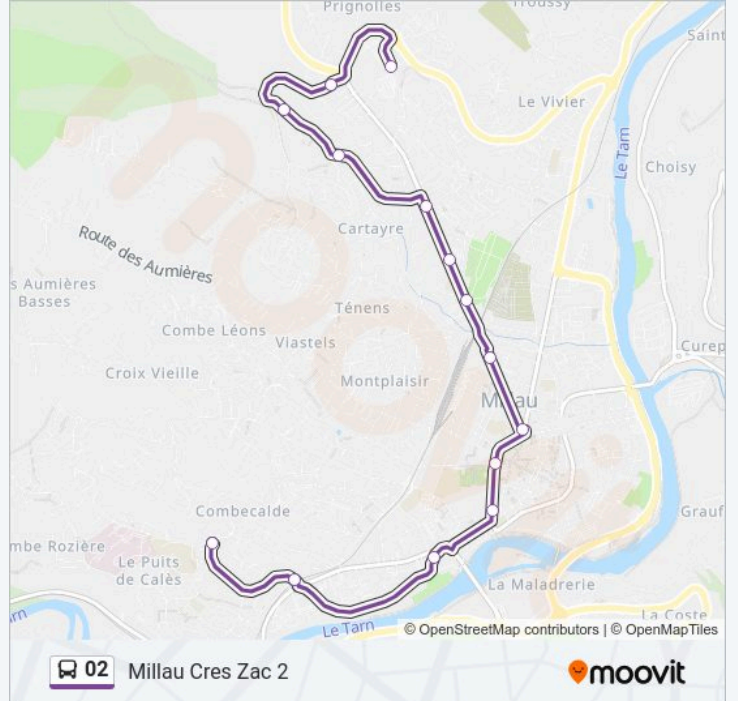 Prignolles
Troussy
Saint
Le Vivier
Le Tarn
Choisy
Cartayre
Route des Aumières
s Aumières
Basses
Ténens
Combe Léons
Viastels
Curep
Croix Vieille
Montplaisir
Millau
Combecalde
Grauf
mbe Rozière
Le Puits
de Calès
La Maladrerie
La Coste
arn
Le Tarn
© OpenStreetMap contributors | © OpenMapTiles
02 Millau Cres Zac 2
moovit